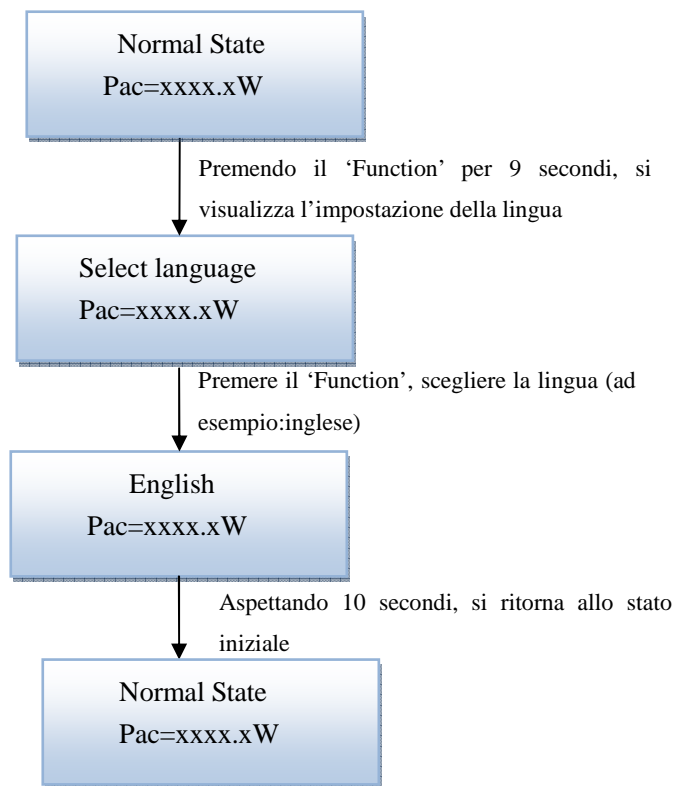 Normal State
Pac=xxxx.xW
Premendo il ‘Function’ per 9 secondi, si
visualizza l’impostazione della lingua
Select language
Pac=xxxx.xW
Premere il ‘Function’, scegliere la lingua (ad
esempio:inglese)
English
Pac=xxxx.xW
Aspettando 10 secondi, si ritorna allo stato
iniziale
Normal State
Pac=xxxx.xW